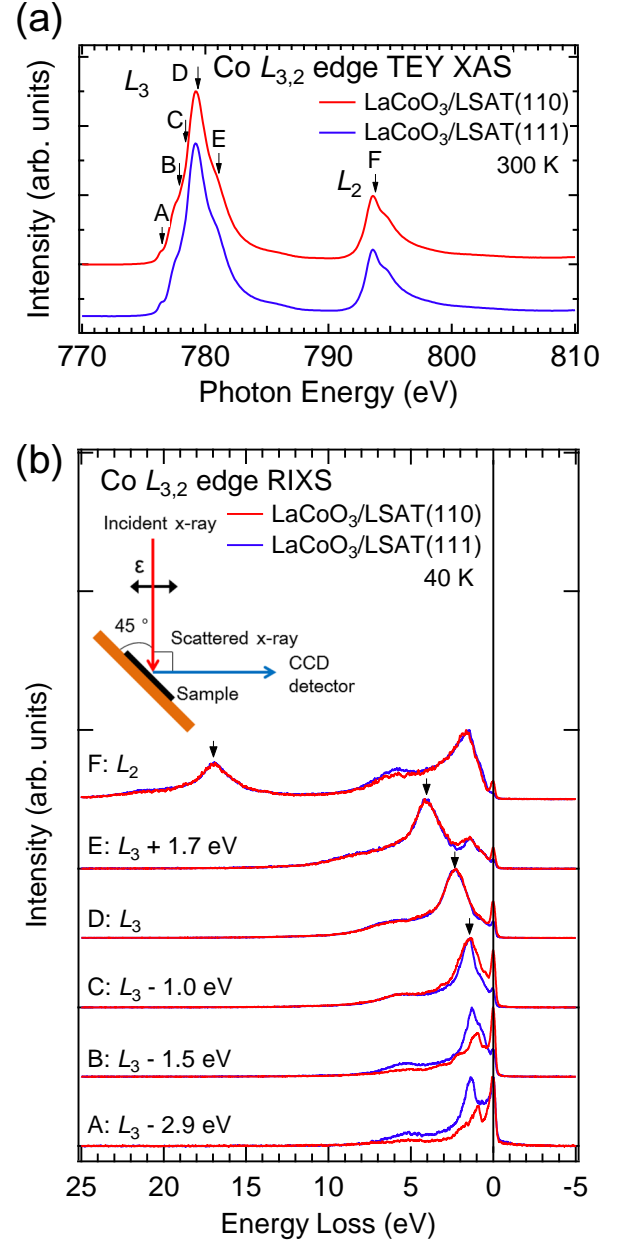 (a)
Co L3,2 edge TEY XAS
L3
LaCoO3/LSAT(110)
LaCoO3/LSAT(111)
300 K
D
C
B
A
E
F
L2
Intensity (arb. units)
770
780
790
800
810
Photon Energy (eV)
(b)
Co L3,2 edge RIXS
LaCoO3/LSAT(110)
LaCoO3/LSAT(111)
40 K
Incident x-ray
ε
45 °
Scattered x-ray
CCD
detector
Sample
Intensity (arb. units)
F: L2
E: L3 + 1.7 eV
D: L3
C: L3 - 1.0 eV
B: L3 - 1.5 eV
A: L3 - 2.9 eV
25
20
15
10
5
0
-5
Energy Loss (eV)